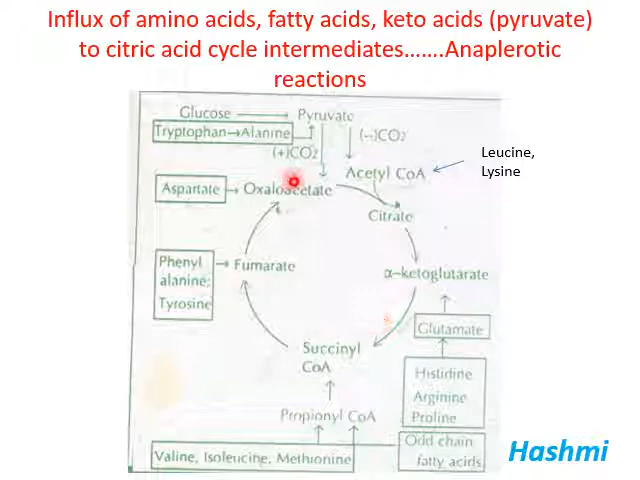 Influx of amino acids, fatty acids, keto acids (pyruvate)
to citric acid cycle intermediates…….Anaplerotic
reactions
Glucose → Pyruvate
Tryptophan→Alanine
(−)CO2
(+)CO2
Leucine,
Lysine
Acetyl CoA
Aspartate → Oxaloacetate
Citrate
Phenyl
alanine;
Tyrosine
→ Fumarate
α-ketoglutarate
Glutamate
Succinyl
CoA
Histidine
Arginine
Proline
Propionyl CoA
Odd chain
fatty acids
Valine, Isoleucine, Methionine
Hashmi